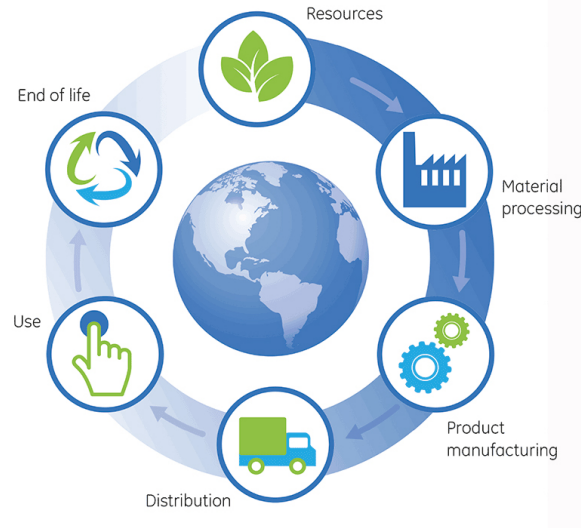 Resources
Material
processing
Product
manufacturing
Distribution
Use
End of life